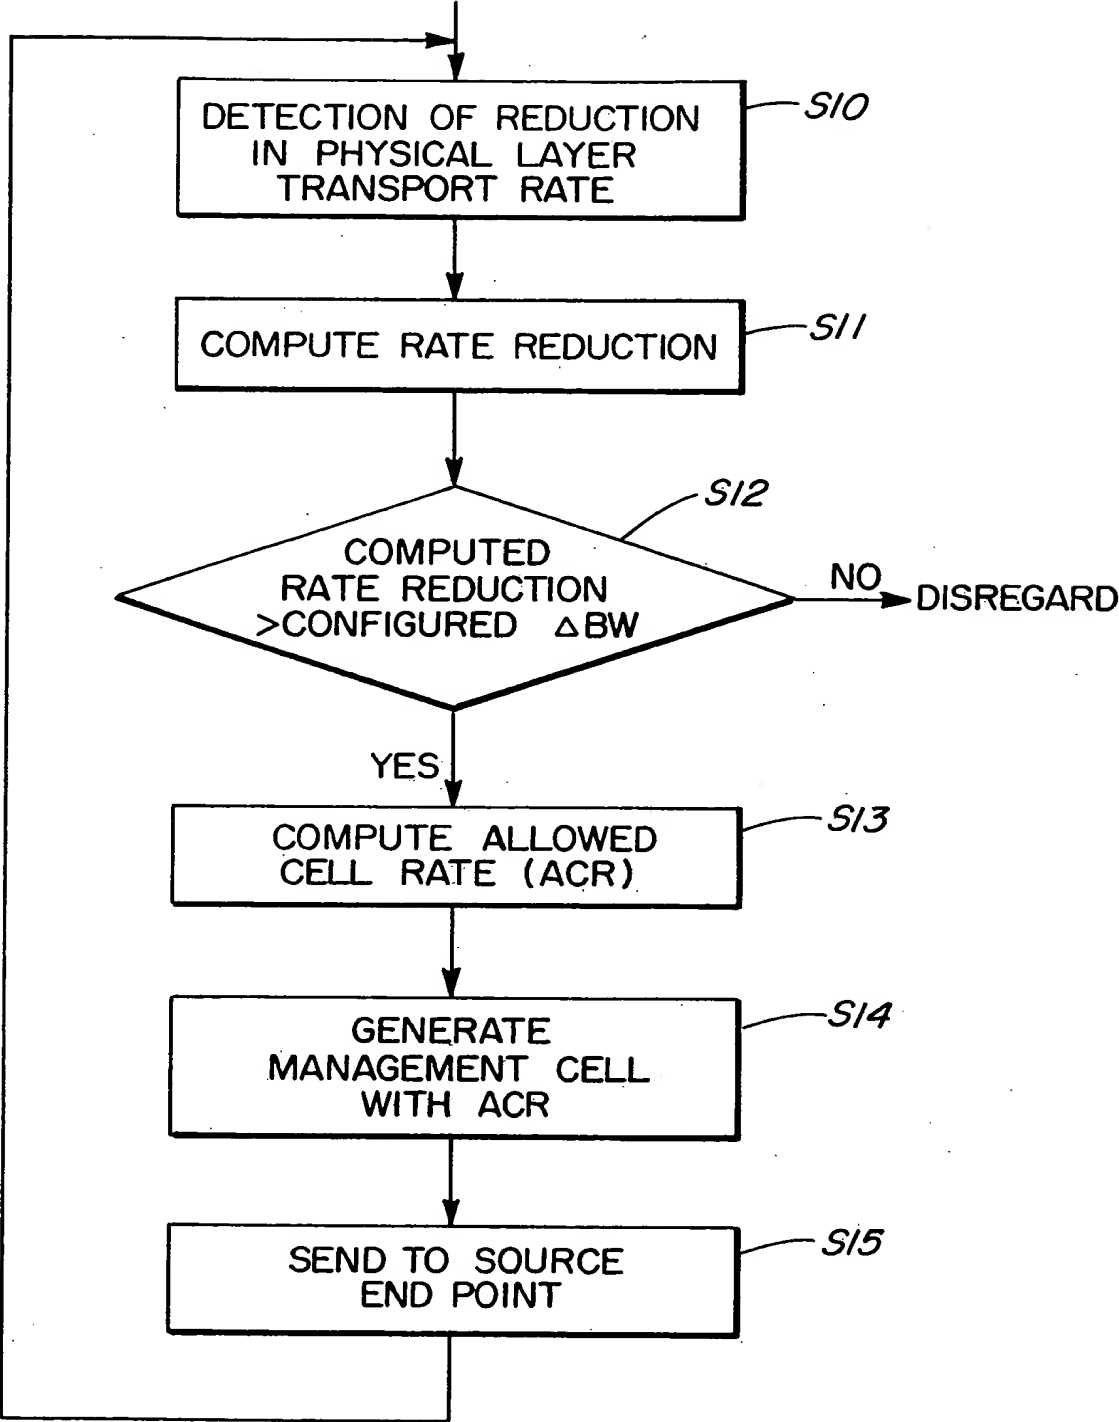 DETECTION OF REDUCTION
IN PHYSICAL LAYER
TRANSPORT RATE
S10
COMPUTE RATE REDUCTION
S11
COMPUTED
RATE REDUCTION
>CONFIGURED △BW
S12
NO
DISREGARD
YES
COMPUTE ALLOWED
CELL RATE (ACR)
S13
GENERATE
MANAGEMENT CELL
WITH ACR
S14
SEND TO SOURCE
END POINT
S15